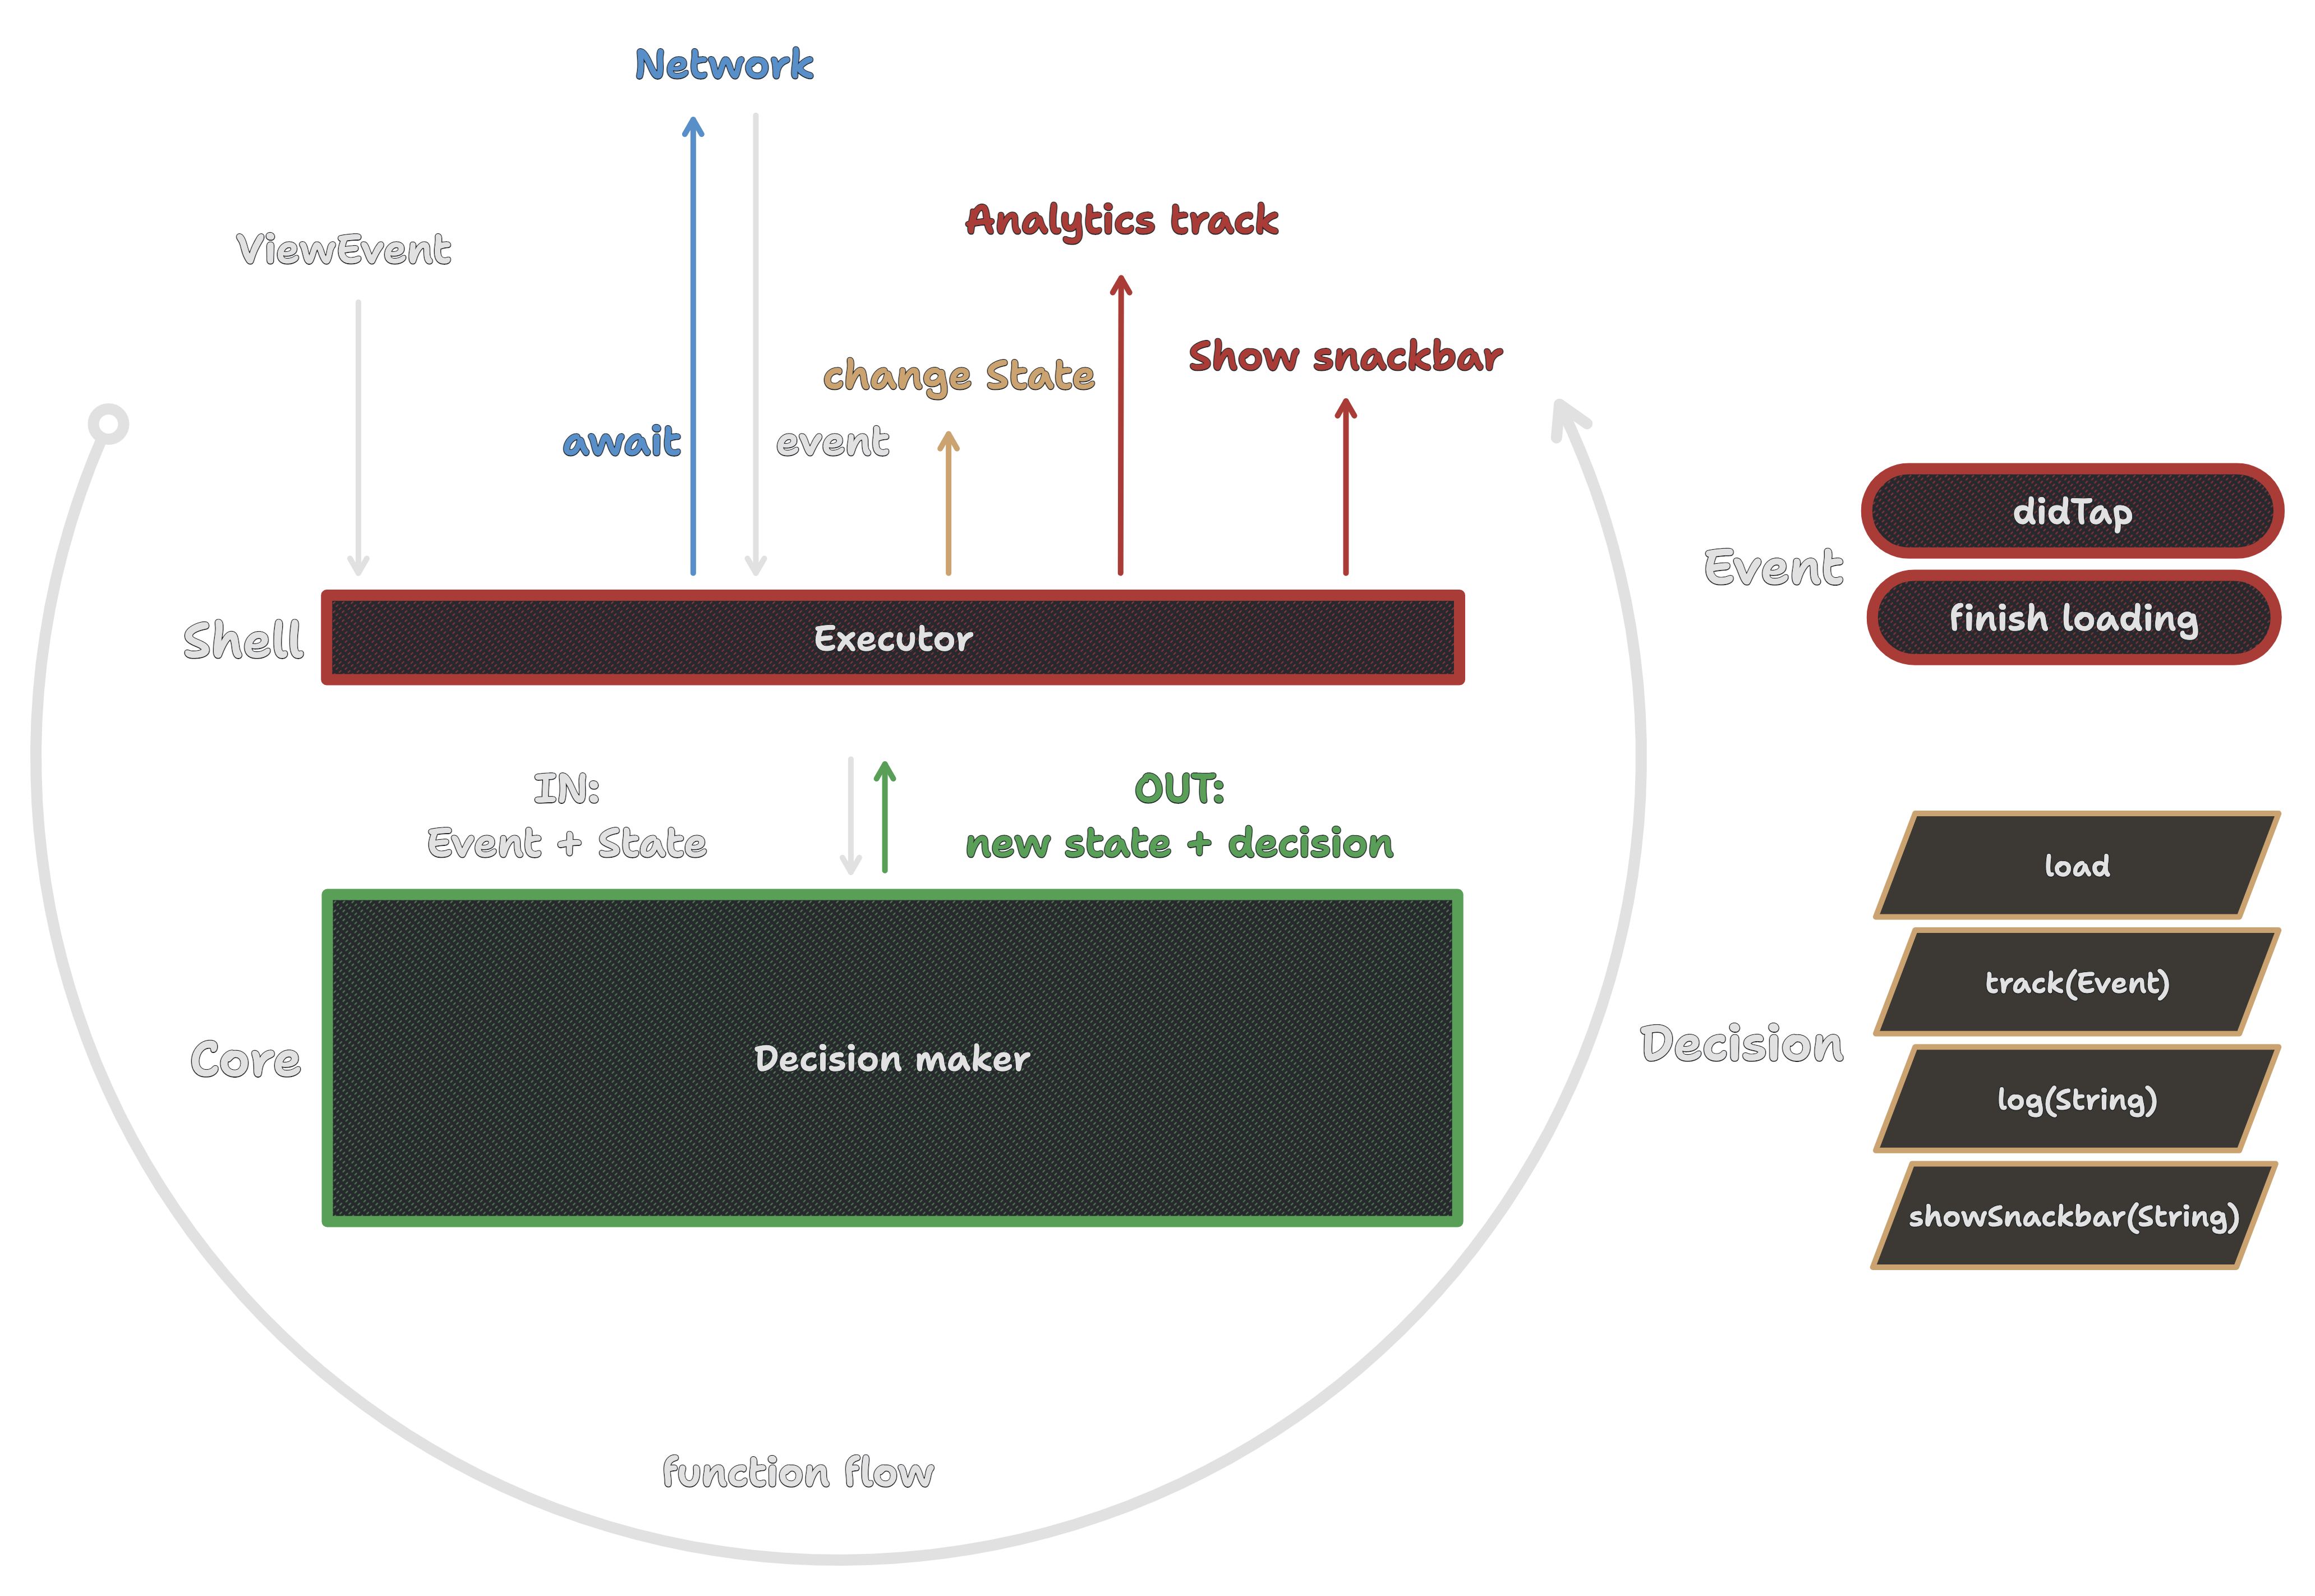 Network
ViewEvent
Analytics track
Show snackbar
change State
await
event
Shell
Executor
IN:
Event + State
OUT:
new state + decision
Core
Decision maker
function flow
Event
didTap
finish loading
Decision
load
track(Event)
log(String)
showSnackbar(String)